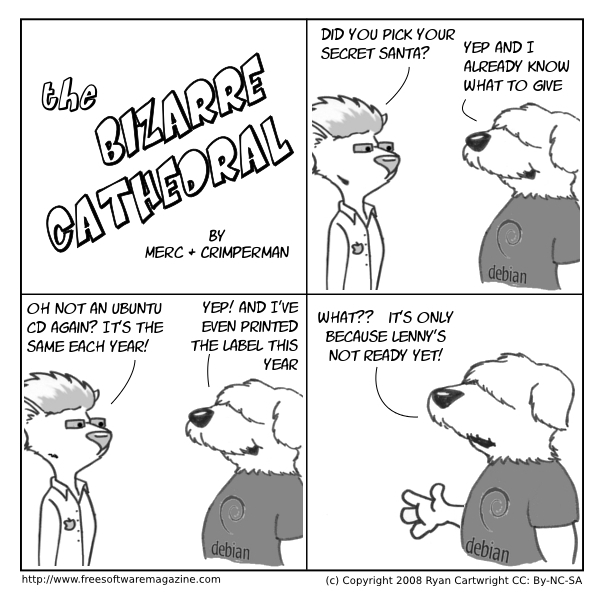 the
BIZARRE
CATHEDRAL
BY
MERC + CRIMPERMAN
DID YOU PICK YOUR
SECRET SANTA?
YEP AND I
ALREADY KNOW
WHAT TO GIVE
debian
OH NOT AN UBUNTU
CD AGAIN? IT'S THE
SAME EACH YEAR!
YEP! AND I'VE
EVEN PRINTED
THE LABEL THIS
YEAR
debian
WHAT?? IT'S ONLY
BECAUSE LENNY'S
NOT READY YET!
debian
http://www.freesoftwaremagazine.com
(c) Copyright 2008 Ryan Cartwright CC: By-NC-SA